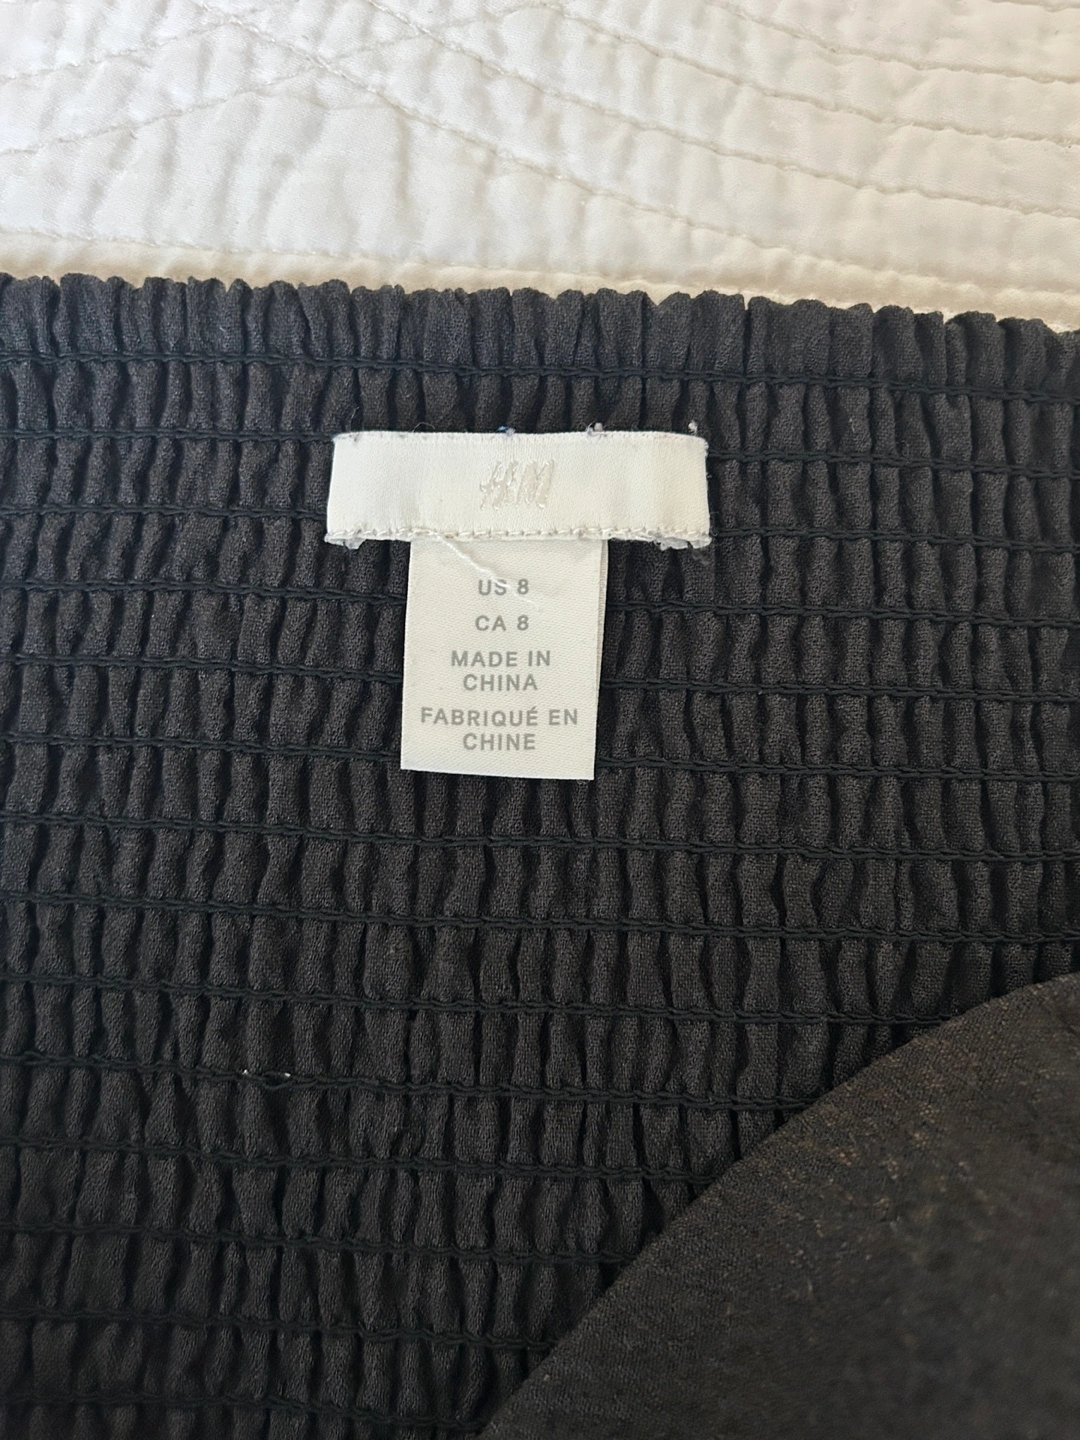 H&M
US 8
CA 8
MADE IN
CHINA
FABRIQUÉ EN
CHINE